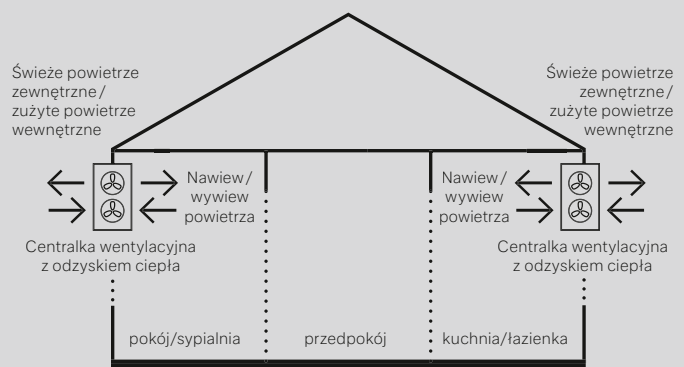 Świeże powietrze
zewnętrzne/
zużyte powietrze
wewnętrzne
Świeże powietrze
zewnętrzne/
zużyte powietrze
wewnętrzne
Nawiew/
wywiew
powietrza
Nawiew/
wywiew
powietrza
Centralka wentylacyjna
z odzyskiem ciepła
Centralka wentylacyjna
z odzyskiem ciepła
pokój/sypialnia
przedpokój
kuchnia/łazienka